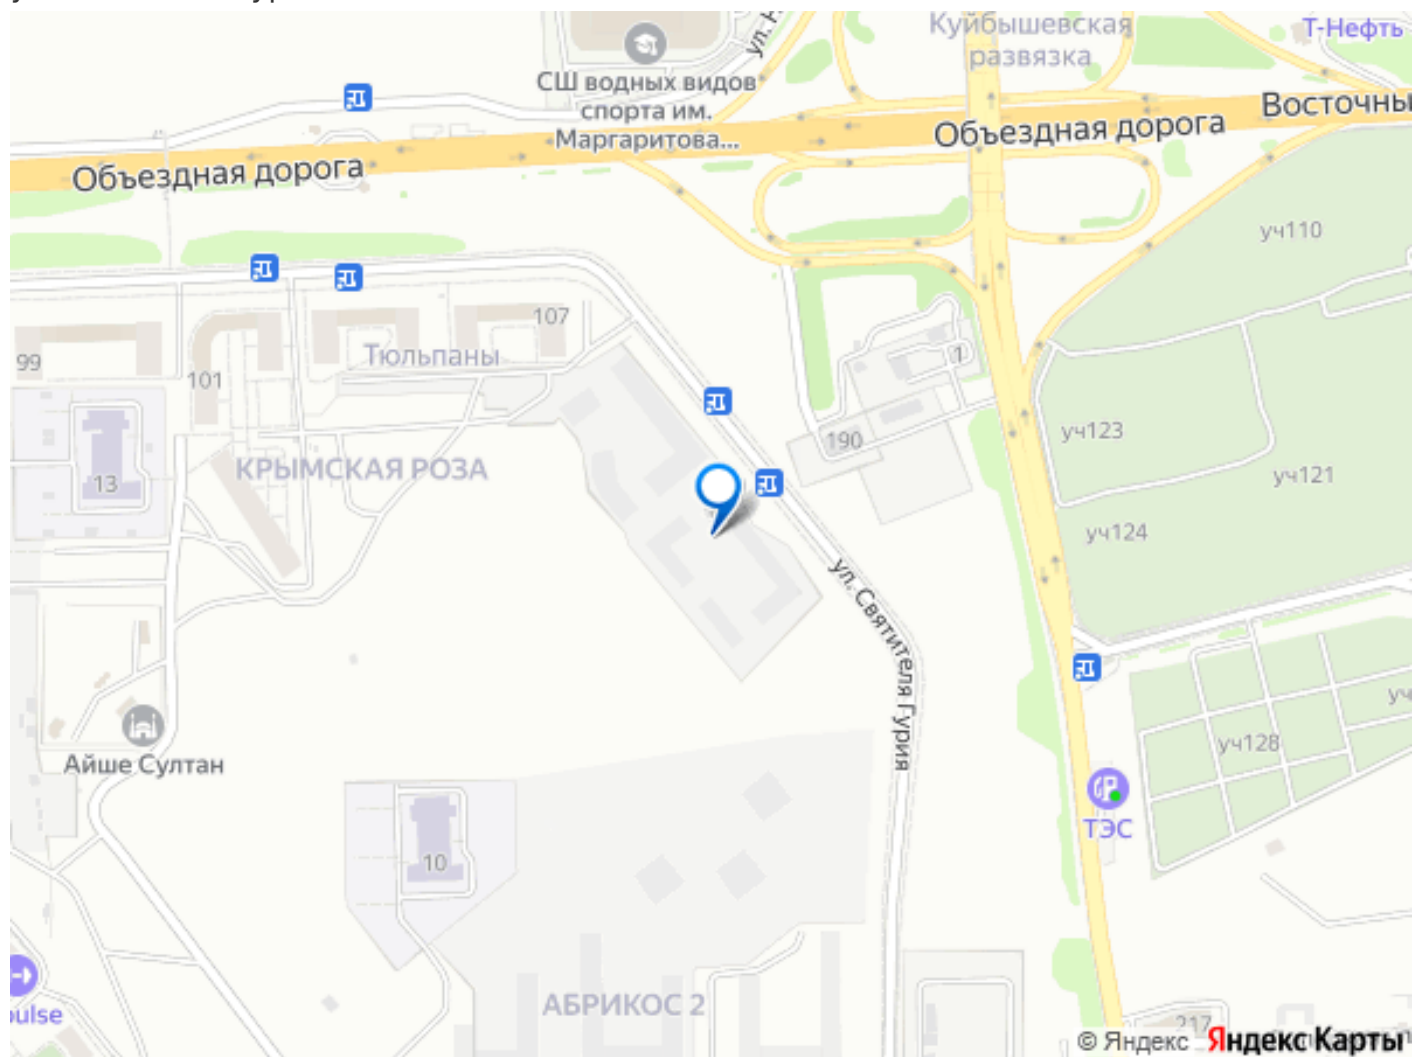 Куйбышевская
развязка
Т-Нефть
СШ водных видов
спорта им.
Маргаритова...
Объездная дорога
Объездная дорога
уч110
107
99
Тюльпаны
101
1
190
уч123
КРЫМСКАЯ РОЗА
13
уч121
уч124
ул. Святителя Гурия
уч128
Айше Султан
ТЭС
10
АБРИКОС 2
217
© Яндекс Яндекс Карты